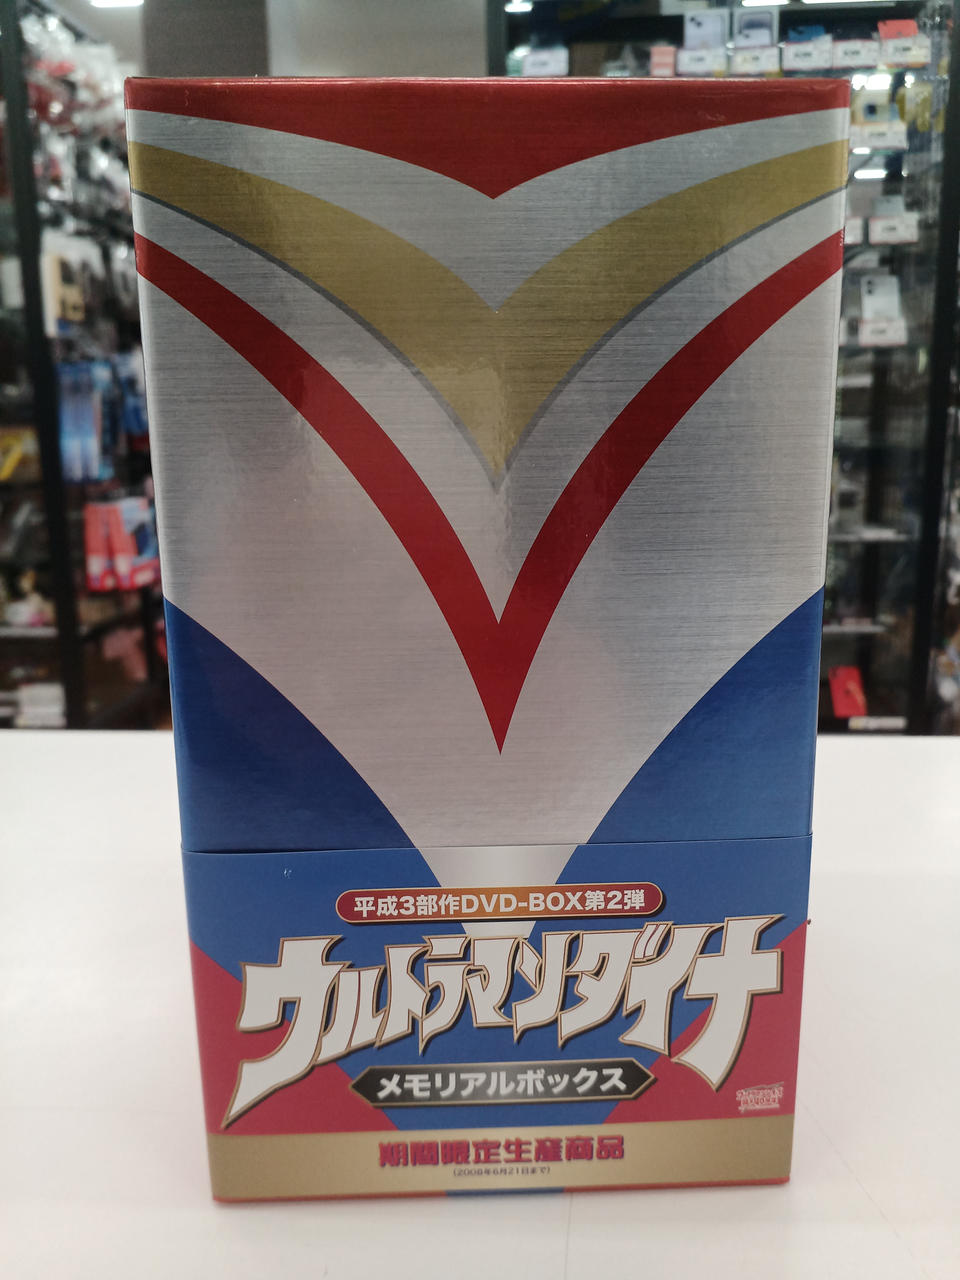 平成3部作DVD-BOX第2弾
ウルトラマンダイナ
メモリアルボックス
期間限定生産商品
(2008年6月21日まで)